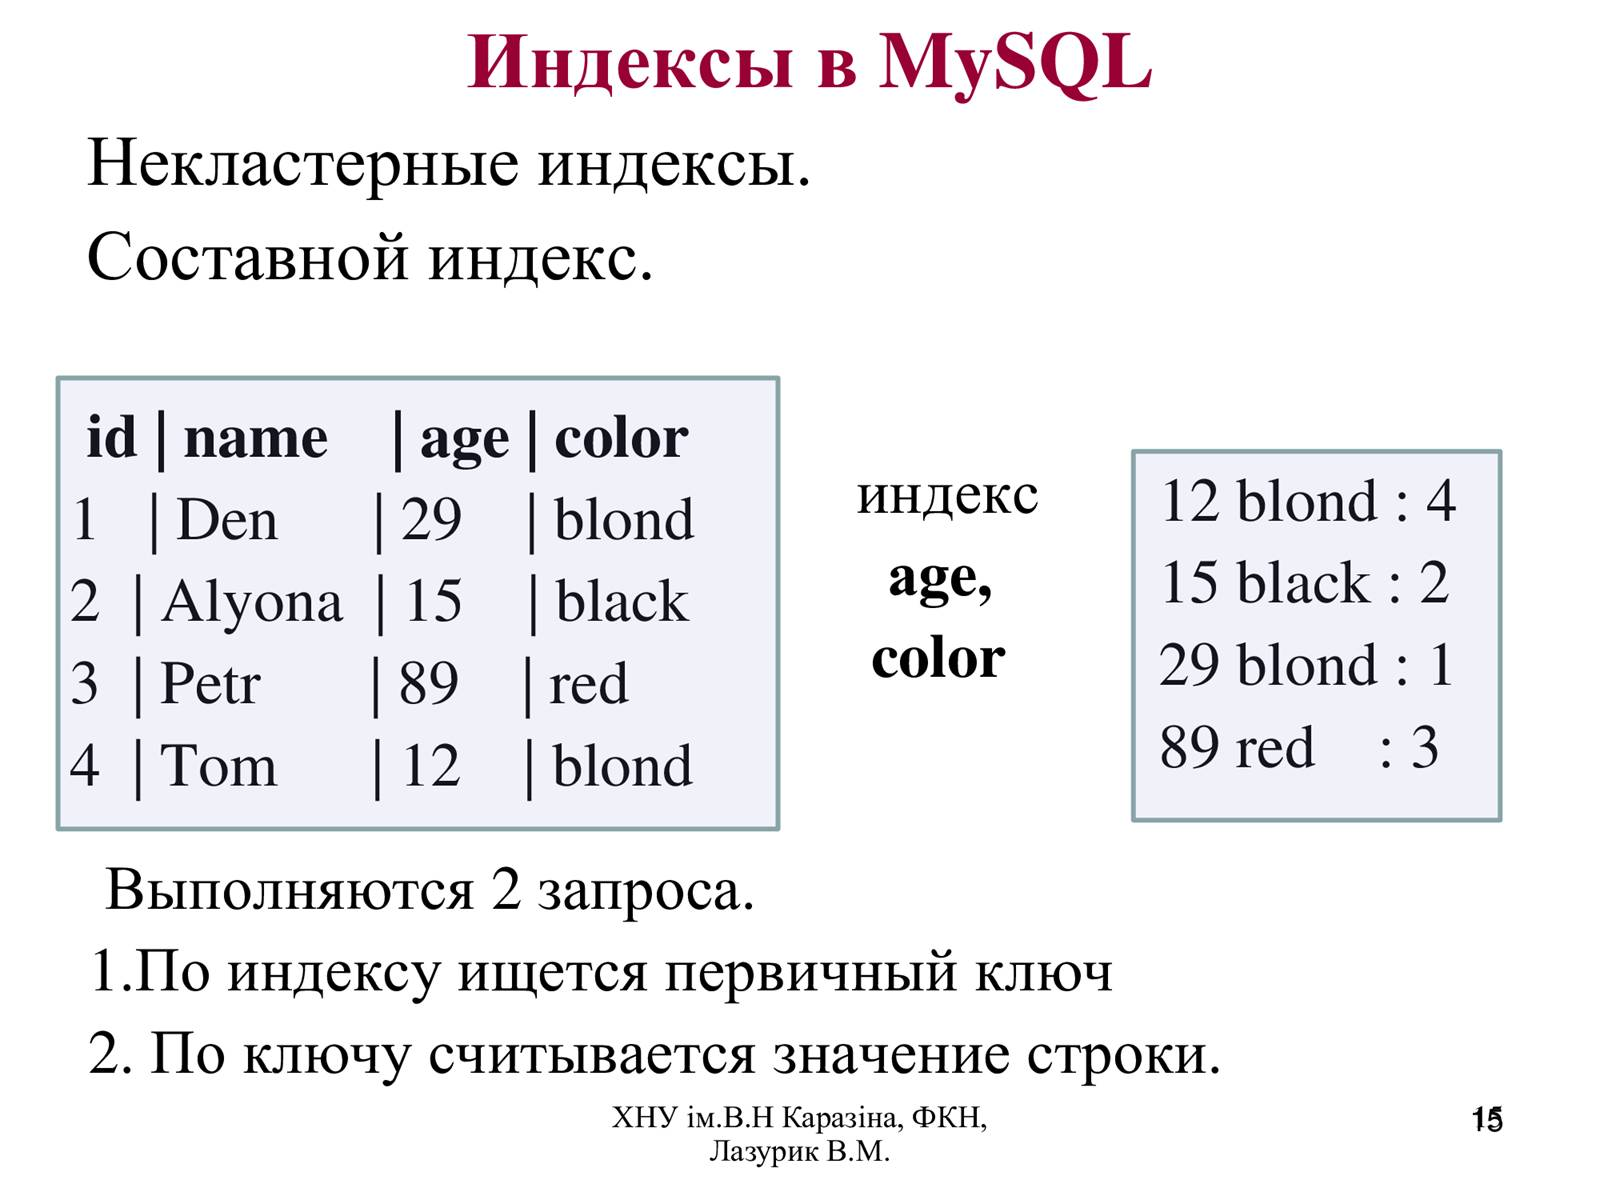 Индексы в MySQL
Некластерные индексы.
Составной индекс.
id | name | age | color
1 | Den | 29 | blond
2 | Alyona | 15 | black
3 | Petr | 89 | red
4 | Tom | 12 | blond
индекс
age,
color
12 blond : 4
15 black : 2
29 blond : 1
89 red : 3
Выполняются 2 запроса.
1.По индексу ищется первичный ключ
2. По ключу считывается значение строки.
ХНУ ім.В.Н Каразіна, ФКН,
Лазурик В.М.
15